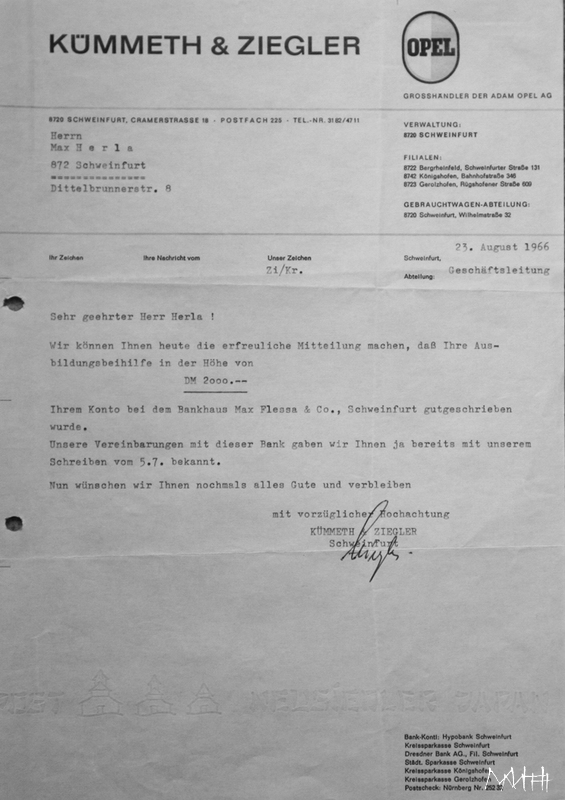 KÜMMETH & ZIEGLER
OPEL
GROSSHÄNDLER DER ADAM OPEL AG
8720 SCHWEINFURT, CRAMERSTRASSE 18 · POSTFACH 225 · TEL.-NR. 3182/4711
Herrn
Max H e r l a
872 Schweinfurt
===============
Dittelbrunnerstr. 8
VERWALTUNG:
8720 SCHWEINFURT
FILIALEN:
8722 Bergrheinfeld, Schweinfurter Straße 131
8742 Königshofen, Bahnhofstraße 346
8723 Gerolzhofen, Rügshofener Straße 609
GEBRAUCHTWAGEN-ABTEILUNG:
8720 Schweinfurt, Wilhelmstraße 32
Ihr Zeichen Ihre Nachricht vom Unser Zeichen Schweinfurt, 23. August 1966
Zi/Kr. Abteilung: Geschäftsleitung
Sehr geehrter Herr Herla !
Wir können Ihnen heute die erfreuliche Mitteilung machen, daß Ihre Aus-
bildungsbeihilfe in der Höhe von
DM 2ooo.--
Ihrem Konto bei dem Bankhaus Max Flessa & Co., Schweinfurt gutgeschrieben
wurde.
Unsere Vereinbarungen mit dieser Bank gaben wir Ihnen ja bereits mit unserem
Schreiben vom 5.7. bekannt.
Nun wünschen wir Ihnen nochmals alles Gute und verbleiben
mit vorzüglicher Hochachtung
KÜMMETH & ZIEGLER
Schweinfurt
Bank-Konti: Hypobank Schweinfurt
Kreissparkasse Schweinfurt
Dresdner Bank AG., Fil. Schweinfurt
Städt. Sparkasse Schweinfurt
Kreissparkasse Königshofen
Kreissparkasse Gerolzhofen
Postscheck: Nürnberg Nr.